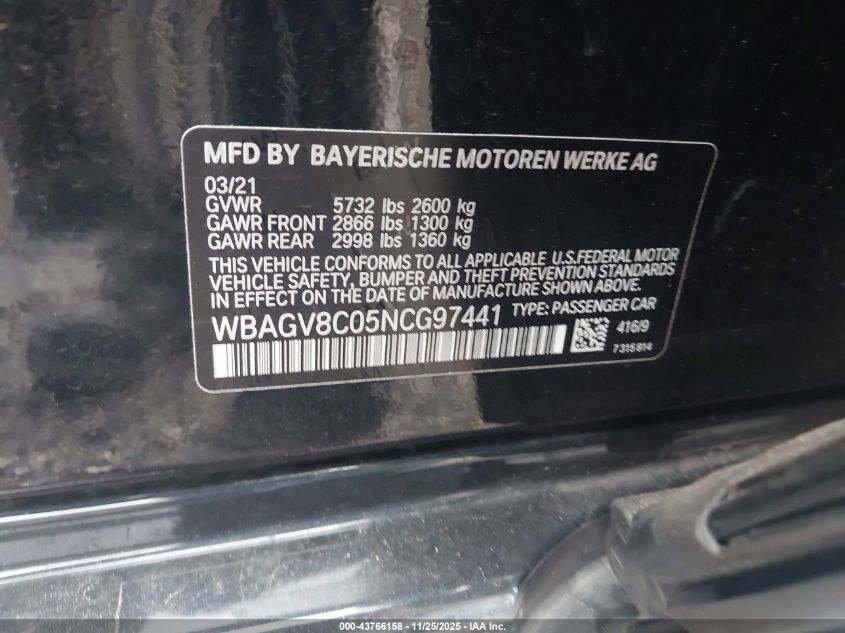 MFD BY BAYERISCHE MOTOREN WERKE AG
03/21
GVWR 5732 lbs 2600 kg
GAWR FRONT 2866 lbs 1300 kg
GAWR REAR 2998 lbs 1360 kg
THIS VEHICLE CONFORMS TO ALL APPLICABLE U.S.FEDERAL MOTOR
VEHICLE SAFETY, BUMPER AND THEFT PREVENTION STANDARDS
IN EFFECT ON THE DATE OF MANUFACTURE SHOWN ABOVE.
WBAGV8C05NCG97441 TYPE: PASSENGER CAR
416/9
7315814
000-43766158 - 11/25/2025 - IAA Inc.